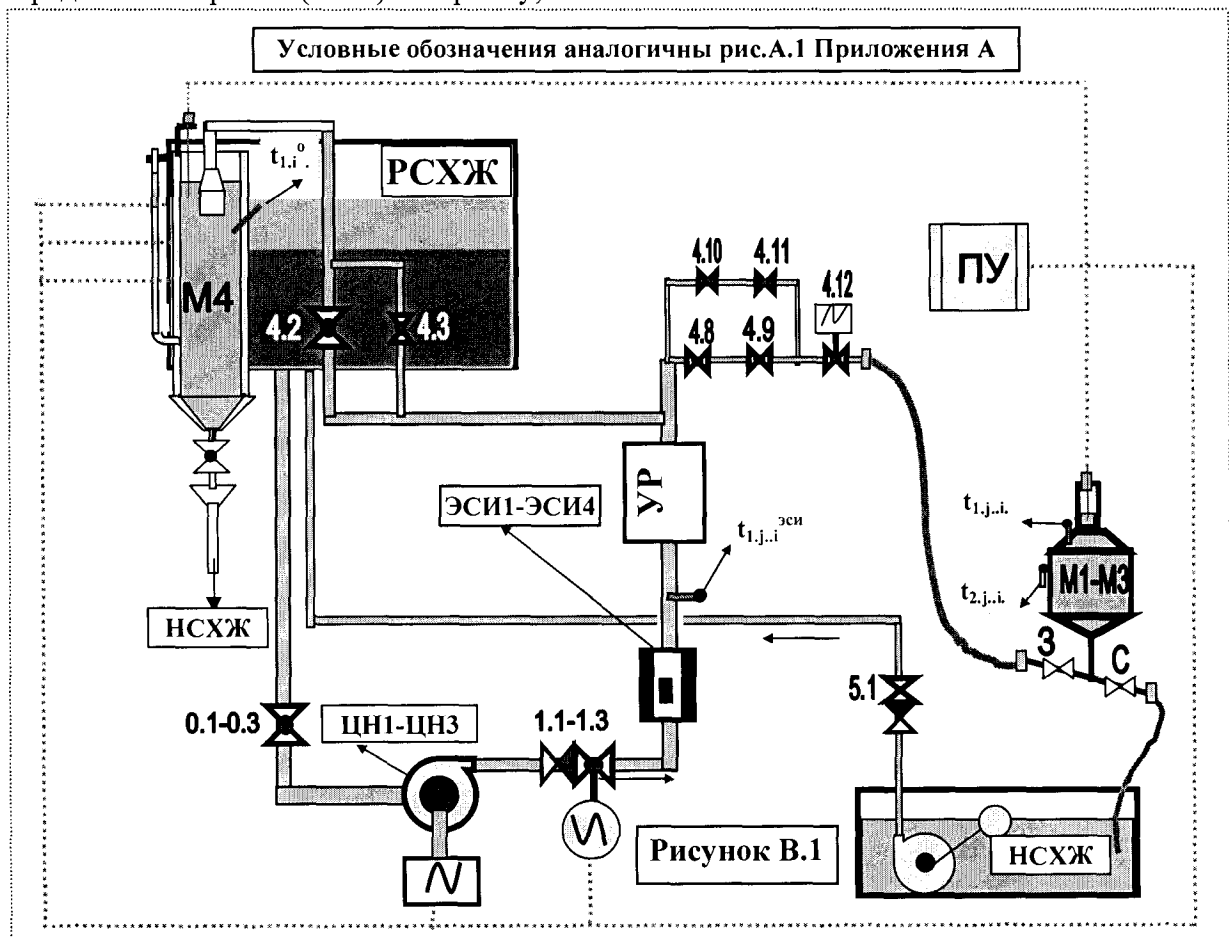 Условные обозначения аналогичны рис.А.1 Приложения А
t1.i о.
РСХЖ
М4
4.2
4.3
4.10
4.11
4.12
4.8
4.9
ПУ
УР
ЭСИ1-ЭСИ4
t1.j..i эси
t1.j..i.
М1-М3
t2.j..i.
З
С
НСХЖ
0.1-0.3
ЦН1-ЦН3
1.1-1.3
5.1
Рисунок В.1
НСХЖ